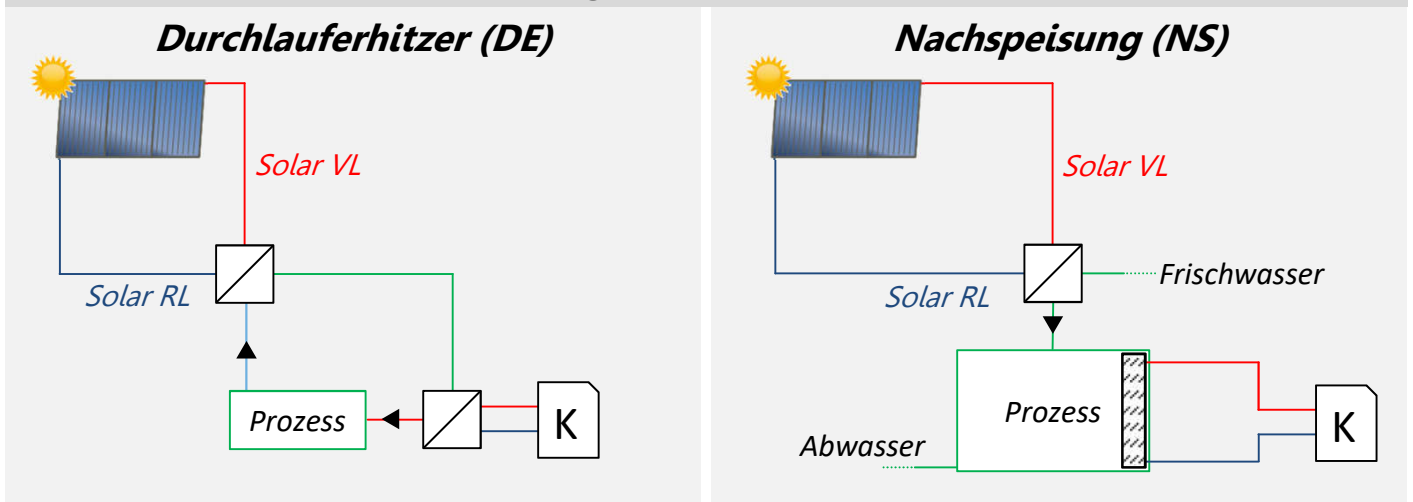 Durchlauferhitzer (DE)
Solar VL
Solar RL
Prozess
K
Nachspeisung (NS)
Solar VL
Frischwasser
Solar RL
Prozess
K
Abwasser